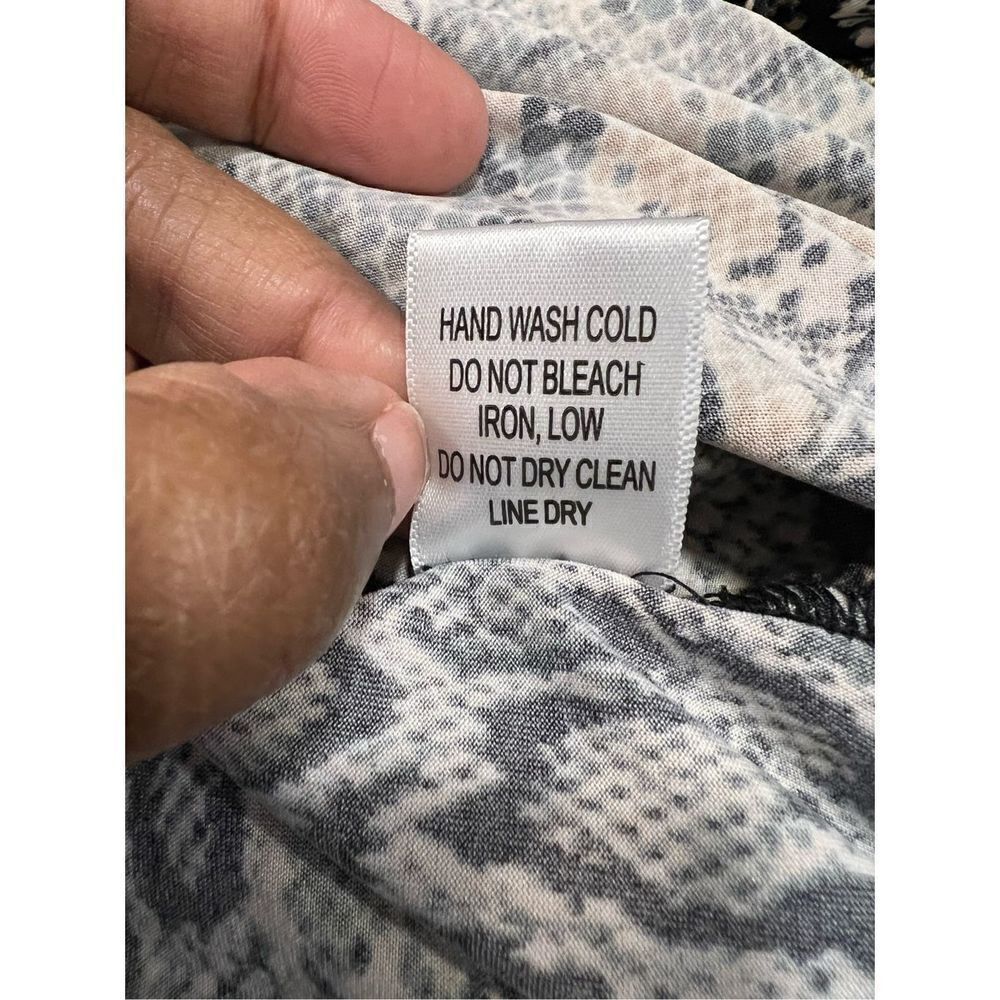 HAND WASH COLD
DO NOT BLEACH
IRON, LOW
DO NOT DRY CLEAN
LINE DRY